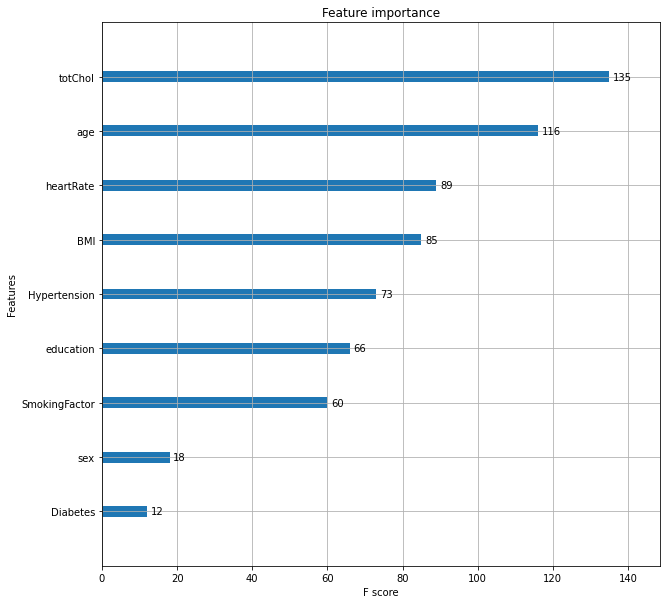 Feature importance
totChol 135
age 116
heartRate 89
BMI 85
Hypertension 73
education 66
SmokingFactor 60
sex 18
Diabetes 12
Features
0 20 40 60 80 100 120 140
F score